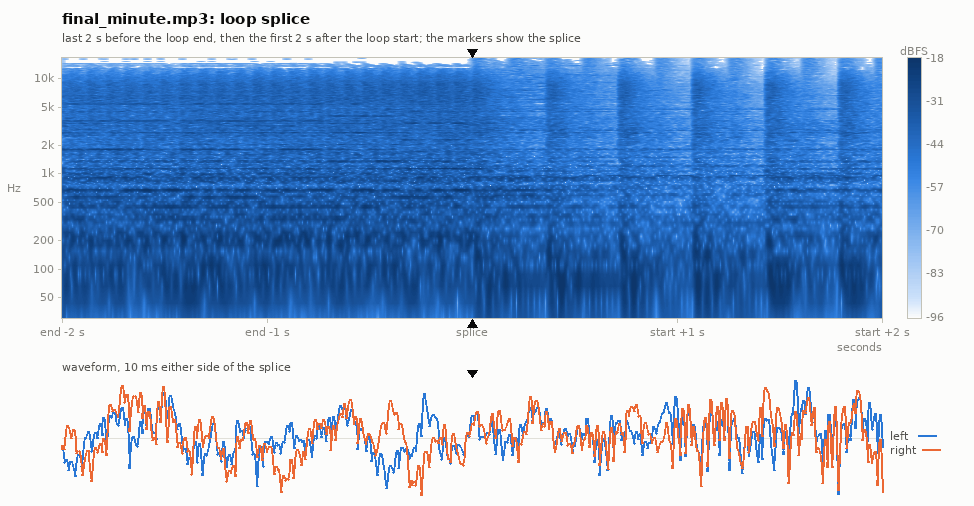 final_minute.mp3: loop splice
last 2 s before the loop end, then the first 2 s after the loop start; the markers show the splice
dBFS
-18
-31
-44
-57
-70
-83
-96
Hz
10k
5k
2k
1k
500
200
100
50
end -2 s
end -1 s
splice
start +1 s
start +2 s
seconds
waveform, 10 ms either side of the splice
left
right